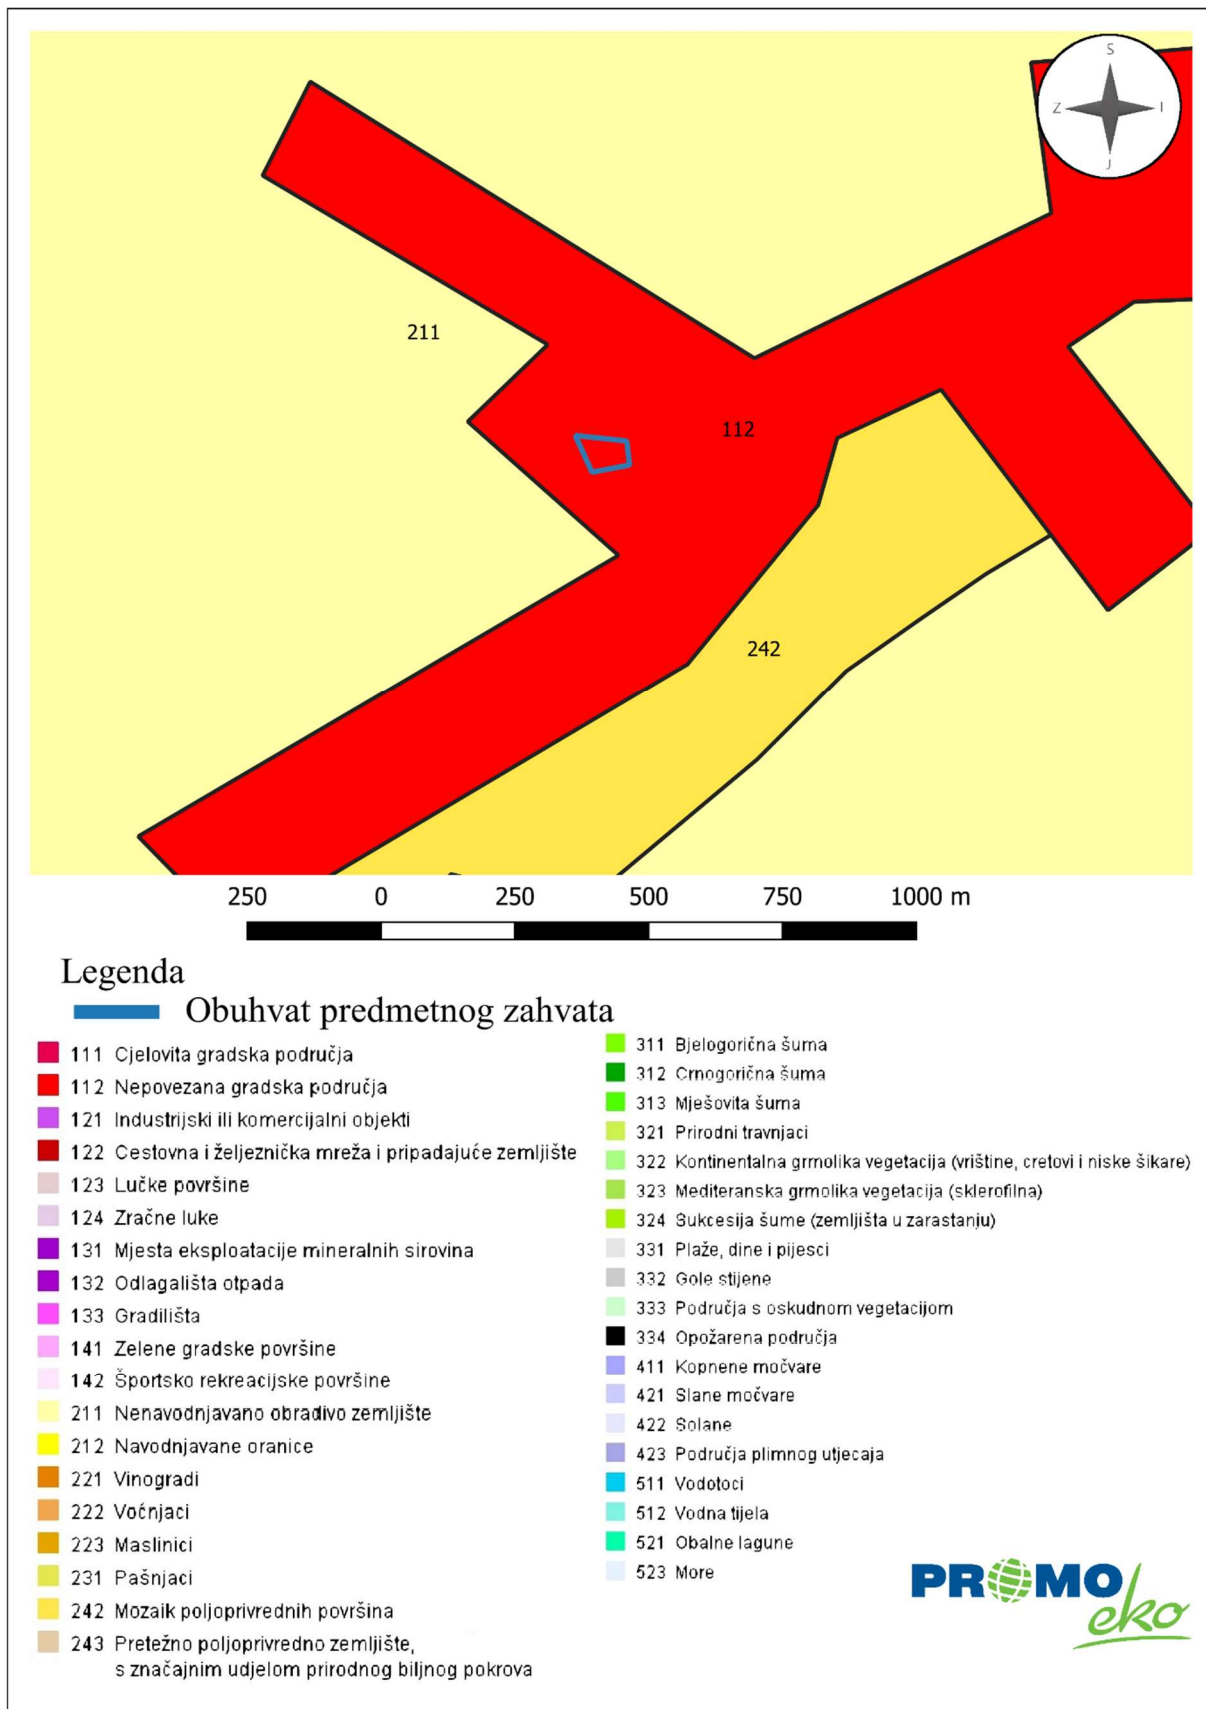 S
Z
I
J
211
112
242
250 0 250 500 750 1000 m
Legenda
Obuhvat predmetnog zahvata
111 Cjelovita gradska područja
112 Nepovezana gradska područja
121 Industrijski ili komercijalni objekti
122 Cestovna i željeznička mreža i pripadajuće zemljište
123 Lučke površine
124 Zračne luke
131 Mjesta eksploatacije mineralnih sirovina
132 Odlagališta otpada
133 Gradilišta
141 Zelene gradske površine
142 Športsko rekreacijske površine
211 Nenavodnjavano obradivo zemljište
212 Navodnjavane oranice
221 Vinogradi
222 Voćnjaci
223 Maslinici
231 Pašnjaci
242 Mozaik poljoprivrednih površina
243 Pretežno poljoprivredno zemljište,
s značajnim udjelom prirodnog biljnog pokrova
311 Bjelogorična šuma
312 Crnogorična šuma
313 Mješovita šuma
321 Prirodni travnjaci
322 Kontinentalna grmolika vegetacija (vrištine, cretovi i niske šikare)
323 Mediteranska grmolika vegetacija (sklerofilna)
324 Sukcesija šume (zemljišta u zarastanju)
331 Plaže, dine i pijesci
332 Gole stijene
333 Područja s oskudnom vegetacijom
334 Opožarena područja
411 Kopnene močvare
421 Slane močvare
422 Solane
423 Područja plimnog utjecaja
511 Vodotoci
512 Vodna tijela
521 Obalne lagune
523 More
PROMO
eko